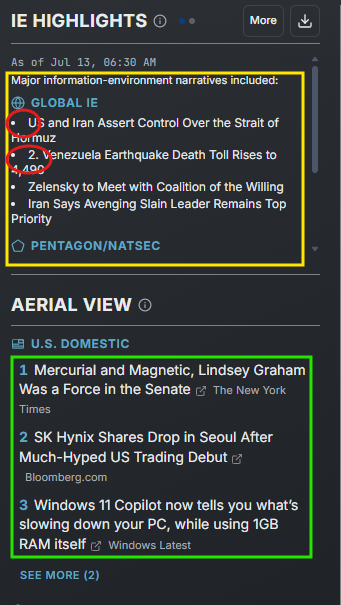 IE HIGHLIGHTS
More
As of Jul 13, 06:30 AM
Major information-environment narratives included:
GLOBAL IE
• US and Iran Assert Control Over the Strait of
Hormuz
• 2. Venezuela Earthquake Death Toll Rises to
4,490
• Zelensky to Meet with Coalition of the Willing
• Iran Says Avenging Slain Leader Remains Top
Priority
PENTAGON/NATSEC
AERIAL VIEW
U.S. DOMESTIC
1 Mercurial and Magnetic, Lindsey Graham
Was a Force in the Senate The New York
Times
2 SK Hynix Shares Drop in Seoul After
Much-Hyped US Trading Debut
Bloomberg.com
3 Windows 11 Copilot now tells you what's
slowing down your PC, while using 1GB
RAM itself Windows Latest
SEE MORE (2)